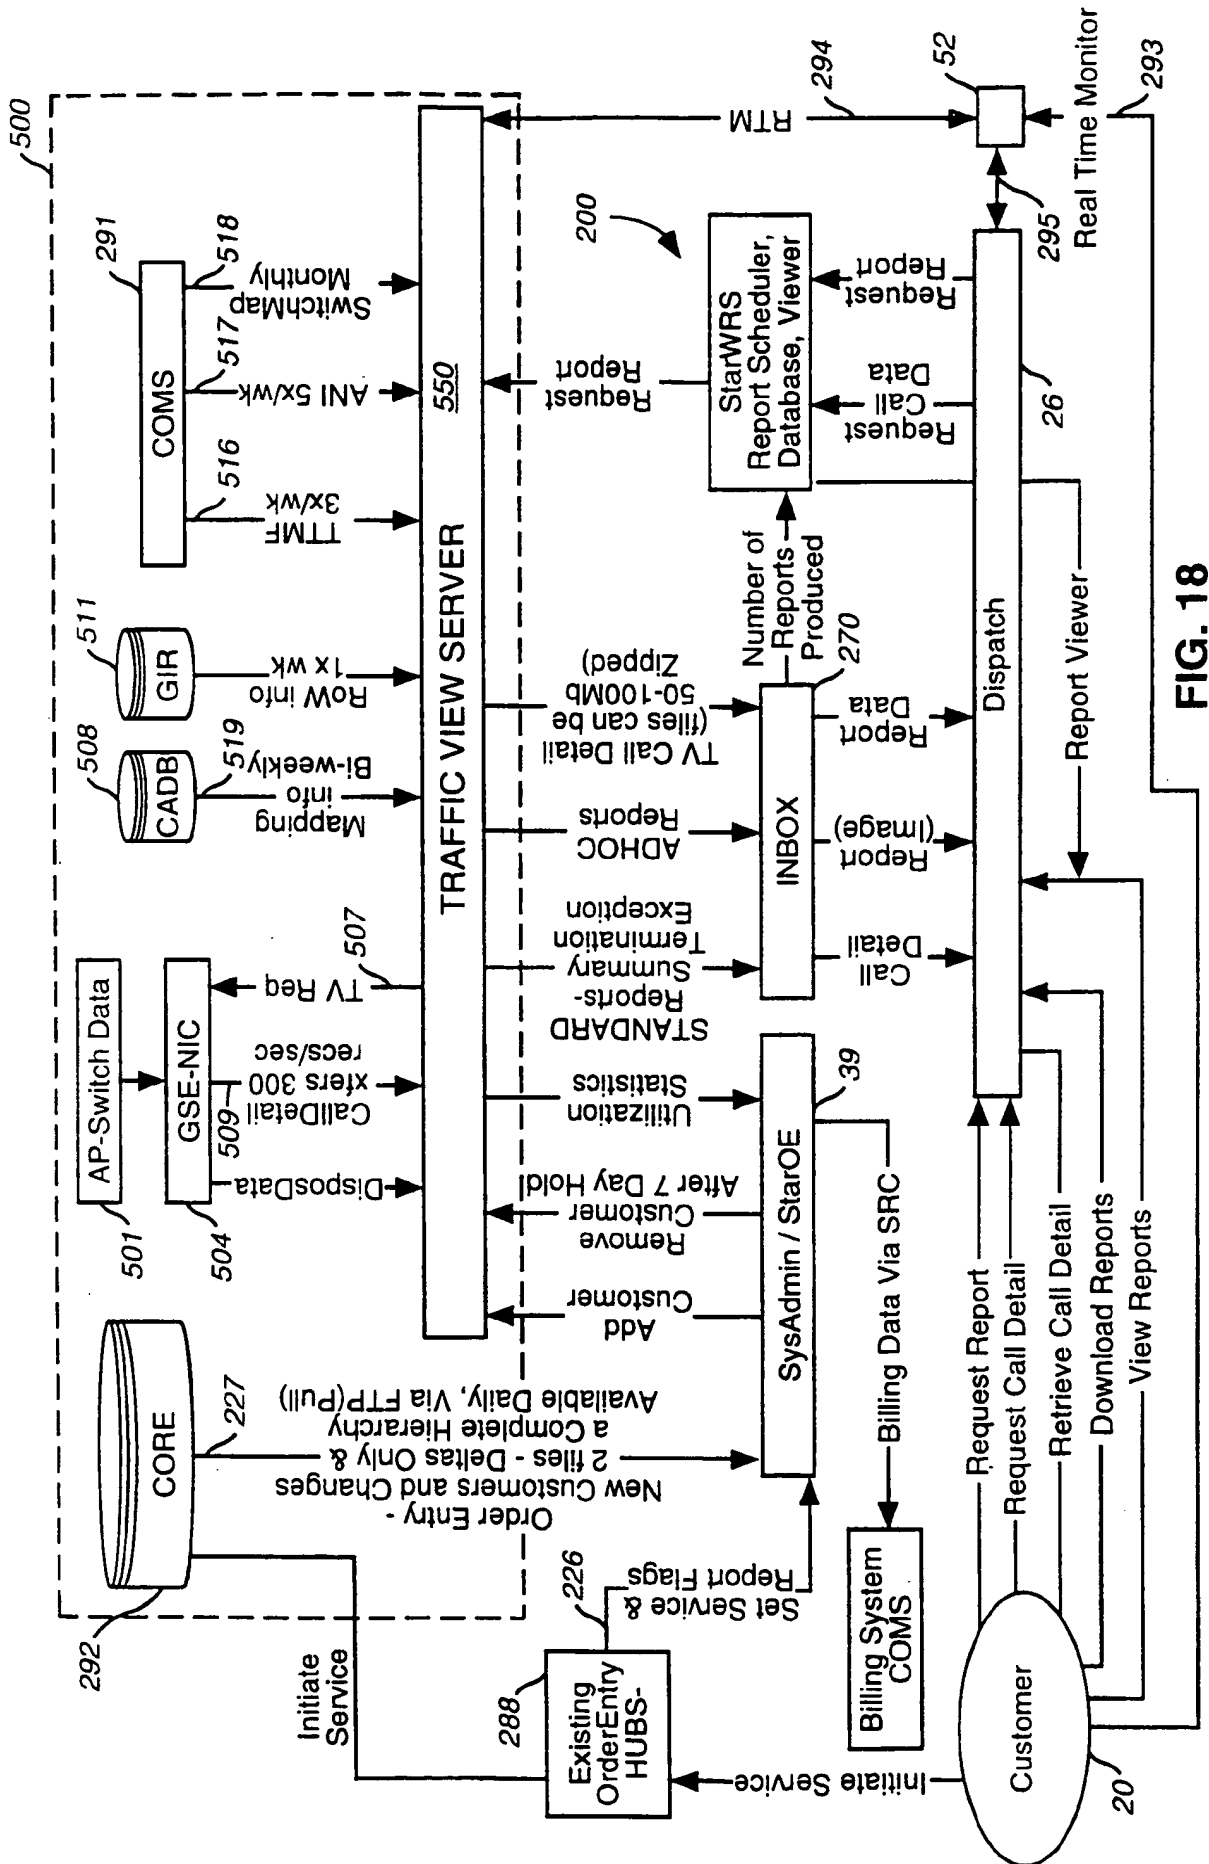 500
292
CORE
227
Order Entry -
New Customers and Changes
2 files - Deltas Only &
a Complete Hierarchy
Available Daily, Via FTP(Pull)
501
AP-Switch Data
504
GSE-NIC
DisposData
509
CallDetail
xfers 300
recs/sec
TV Req
507
508
CADB
519
Mapping
info
Bi-weekly
511
GIR
RoW info
1x wk
291
COMS
516
TTMF
3x/wk
517
ANI 5x/wk
518
SwitchMap
Monthly
TRAFFIC VIEW SERVER
550
Initiate
Service
288
Existing
OrderEntry
HUBS-
226
Set Service &
Report Flags
Add
Customer
Remove
Customer
After 7 Day Hold
Utilization
Statistics
STANDARD
Reports-
Summary
Termination
Exception
ADHOC
Reports
TV Call Detail
(files can be
50-100Mb
Zipped)
Request
Report
RTM
294
SysAdmin / StarOE
39
INBOX
270
Number of
Reports
Produced
StarWRS
Report Scheduler,
Database, Viewer
200
Billing Data Via SRC
Billing System
COMS
Call
Detail
Report
(Image)
Report
Data
Request
Call
Data
Request
Report
Dispatch
26
295
52
Initiate Service
Customer
20
Request Report
Request Call Detail
Retrieve Call Detail
Download Reports
View Reports
Report Viewer
Real Time Monitor
293
FIG. 18